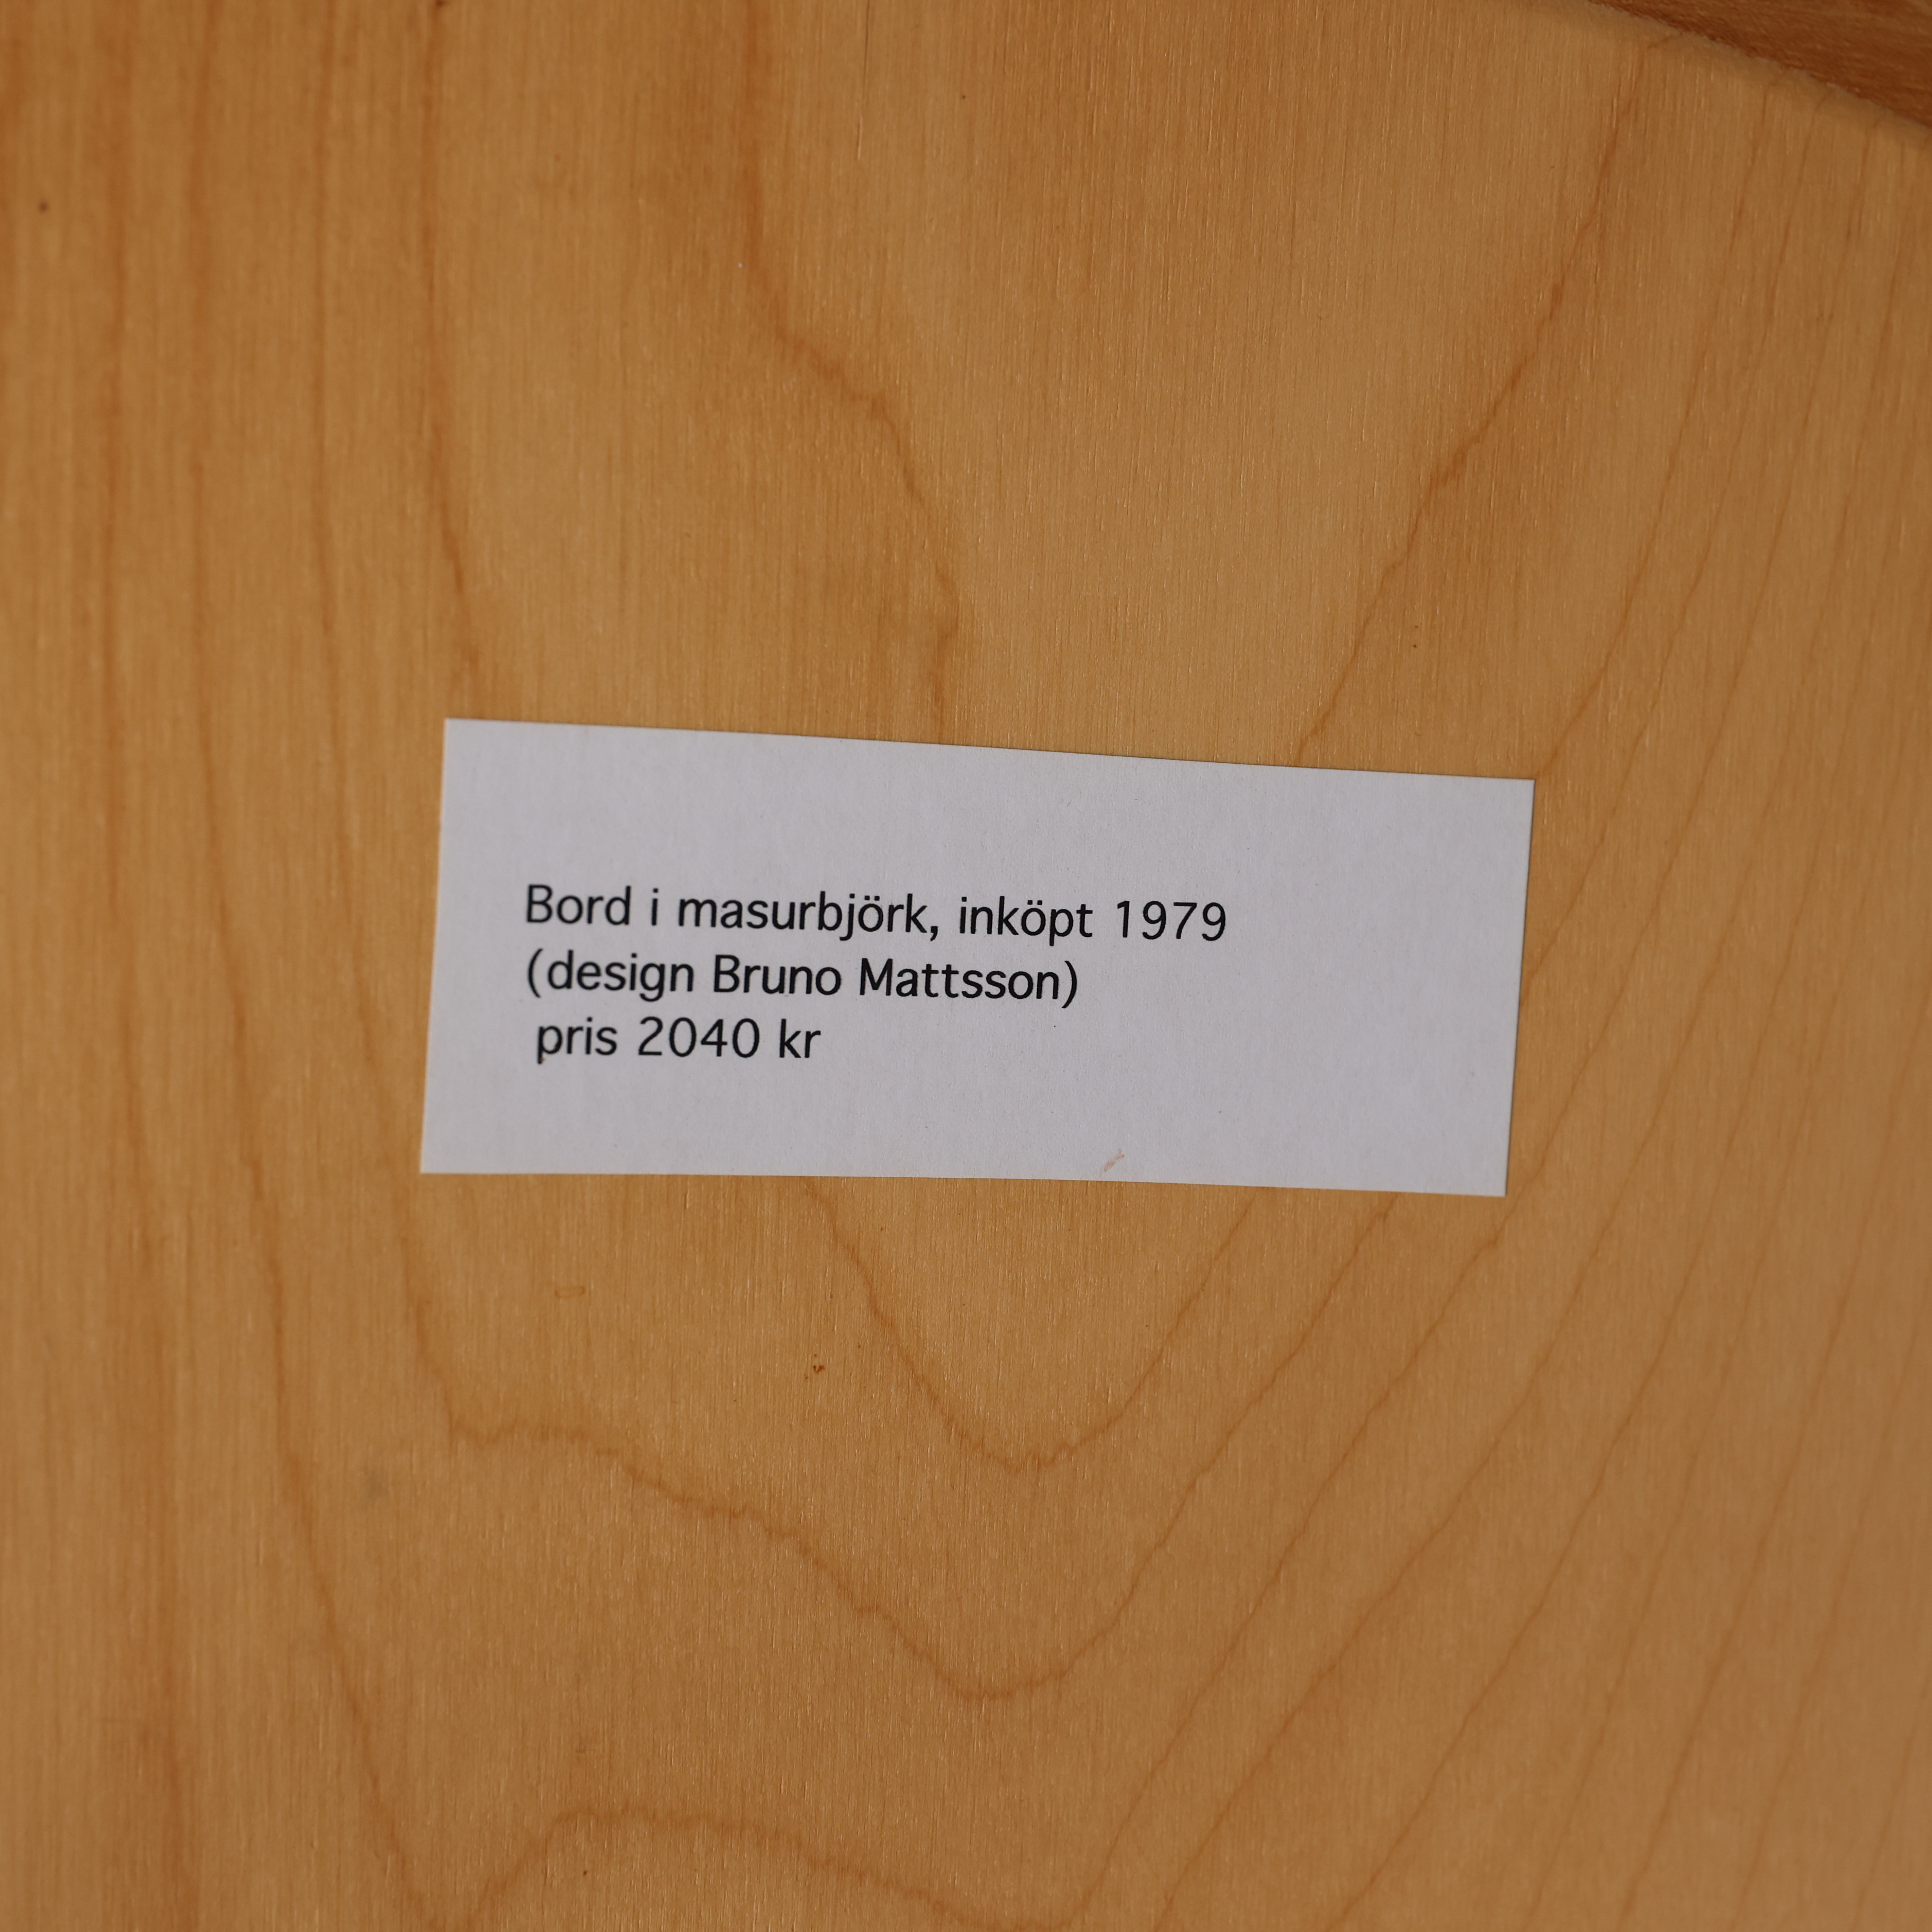 Bord i masurbjörk, inköpt 1979
(design Bruno Mattsson)
pris 2040 kr